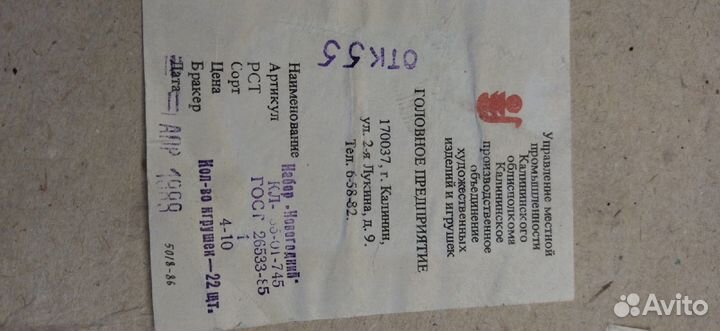 Управление местной
промышленности
Калининского
облисполкома
Калининское
производственное
объединение
художественных
изделий и игрушек
ГОЛОВНОЕ ПРЕДПРИЯТИЕ
170037, г. Калинин,
ул. 2-я Лукина, д. 9.
Тел. 6-58-82.
ОТК 55
Наименование Набор „Новогодний"
Артикул КЛ- -01-745
РСТ ГОСТ 26533-85
Сорт 1
Цена 4-10
Бракер Кол-во игрушек—22 шт.
Дата АПР 1988
5018-86
Avito